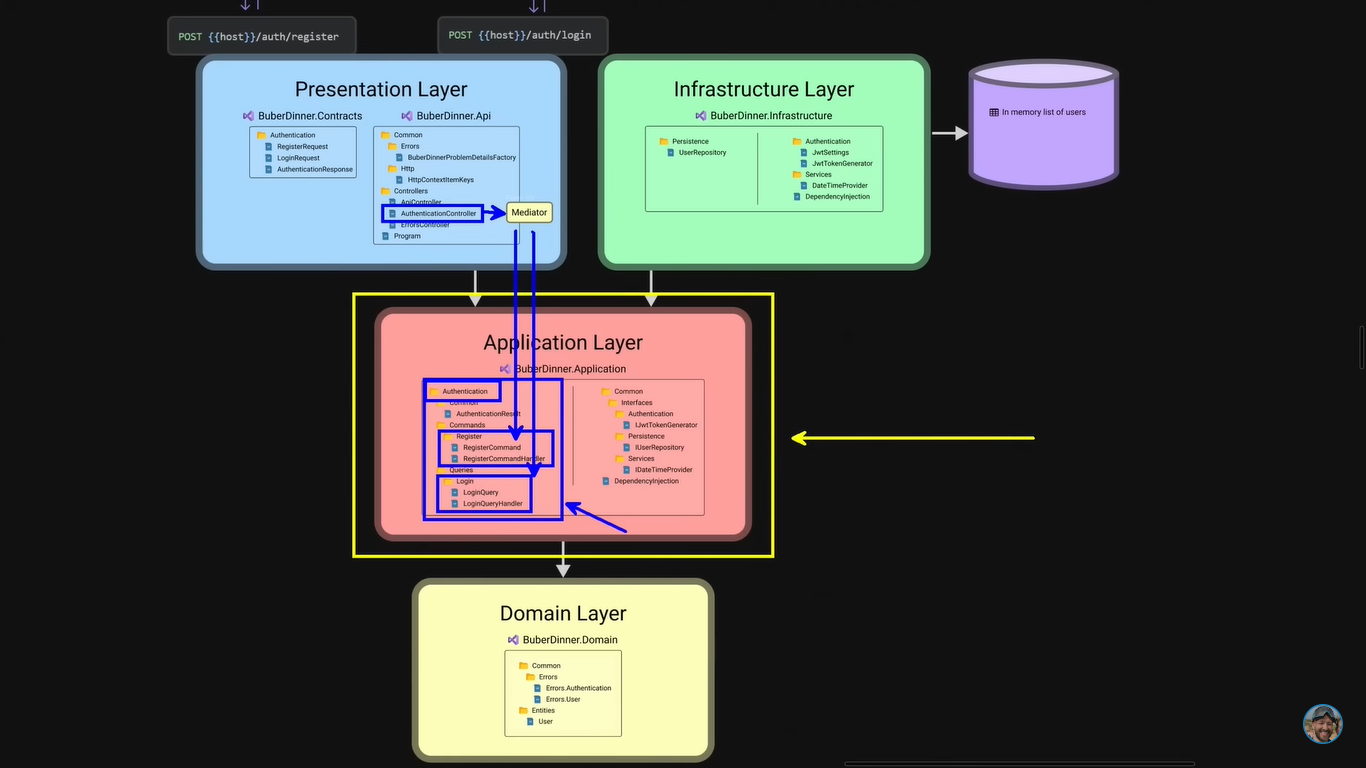 POST {{host}}/auth/register
POST {{host}}/auth/login
Presentation Layer
BuberDinner.Contracts
Authentication
RegisterRequest
LoginRequest
AuthenticationResponse
BuberDinner.Api
Common
Errors
BuberDinnerProblemDetailsFactory
Http
HttpContextItemKeys
Controllers
ApiController
AuthenticationController
ErrorsController
Program
Mediator
Infrastructure Layer
BuberDinner.Infrastructure
Persistence
UserRepository
Authentication
JwtSettings
JwtTokenGenerator
Services
DateTimeProvider
DependencyInjection
In memory list of users
Application Layer
BuberDinner.Application
Authentication
Common
AuthenticationResult
Commands
Register
RegisterCommand
RegisterCommandHandler
Queries
Login
LoginQuery
LoginQueryHandler
Common
Interfaces
Authentication
IJwtTokenGenerator
Persistence
IUserRepository
Services
IDateTimeProvider
DependencyInjection
Domain Layer
BuberDinner.Domain
Common
Errors
Errors.Authentication
Errors.User
Entities
User